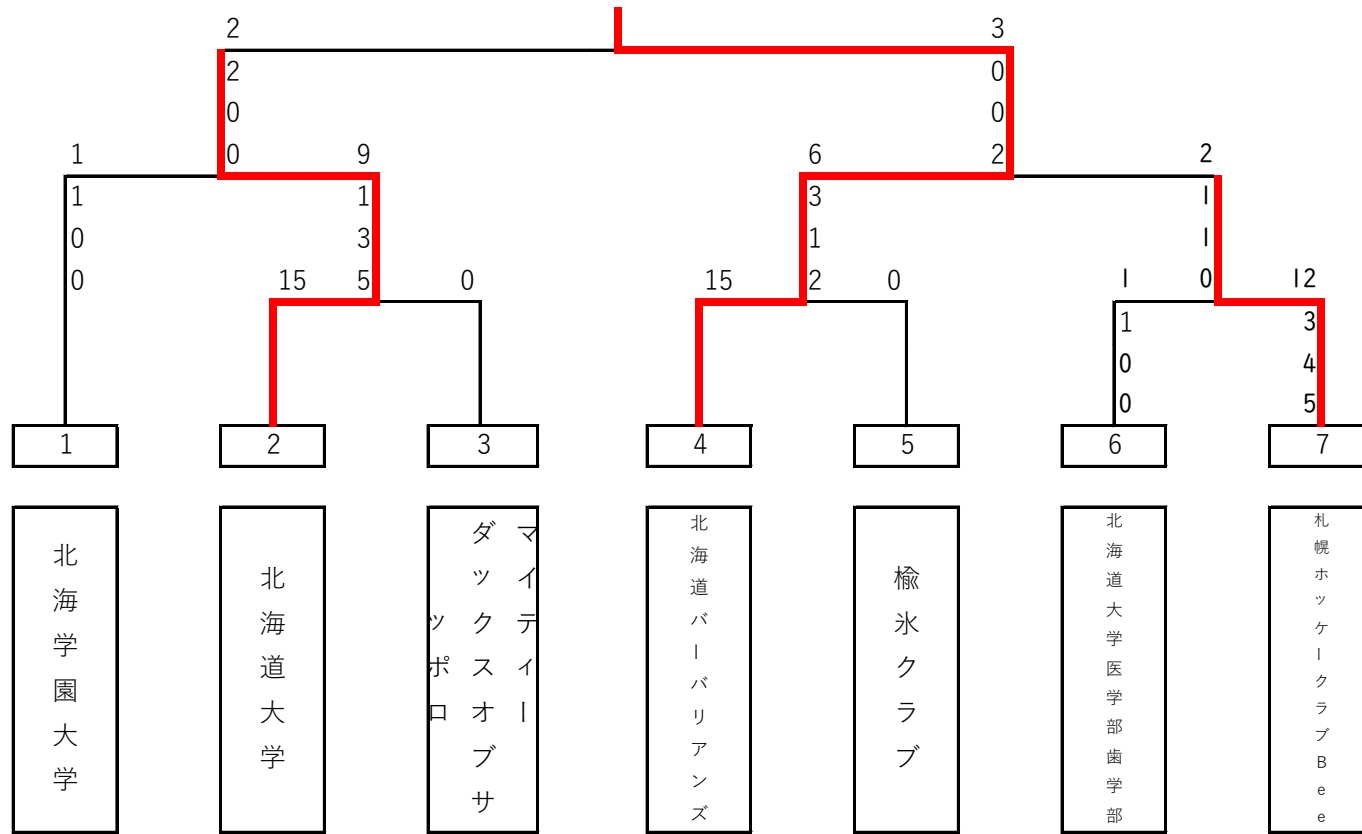 2 3
2 0
0 0
1 0 9 6 2 2
1 1 3 1
0 3 1 1
0 15 5 0 15 2 0 1 0 12
1 3
0 4
0 5
1 2 3 4 5 6 7
北海学園大学
北海道大学
マイティー
ダックスオブサ
ッポロ
北海道バーバリアンズ
楡氷クラブ
北海道大学医学部歯学部
札幌ホッケークラブBee